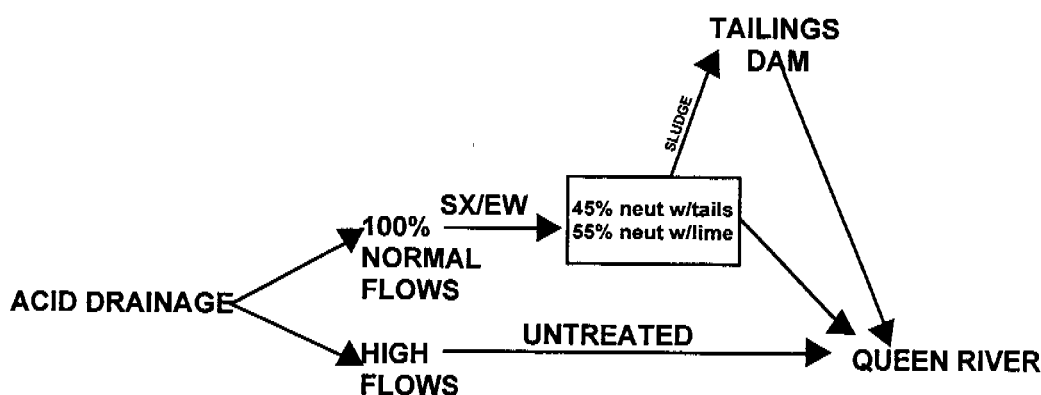 TAILINGS
DAM
SLUDGE
SX/EW
45% neut w/tails
55% neut w/lime
100%
NORMAL
FLOWS
ACID DRAINAGE
UNTREATED
HIGH
FLOWS
QUEEN RIVER